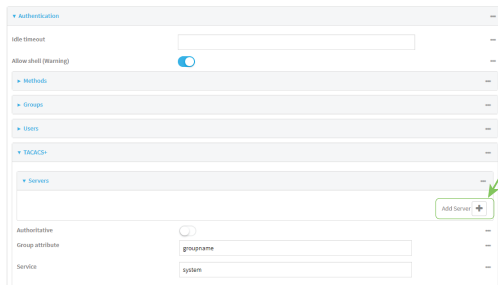 ▾ Authentication
Idle timeout
Allow shell (Warning)
▸ Methods
▸ Groups
▸ Users
▾ TACACS+
▾ Servers
Add Server
Authoritative
Group attribute groupname
Service system